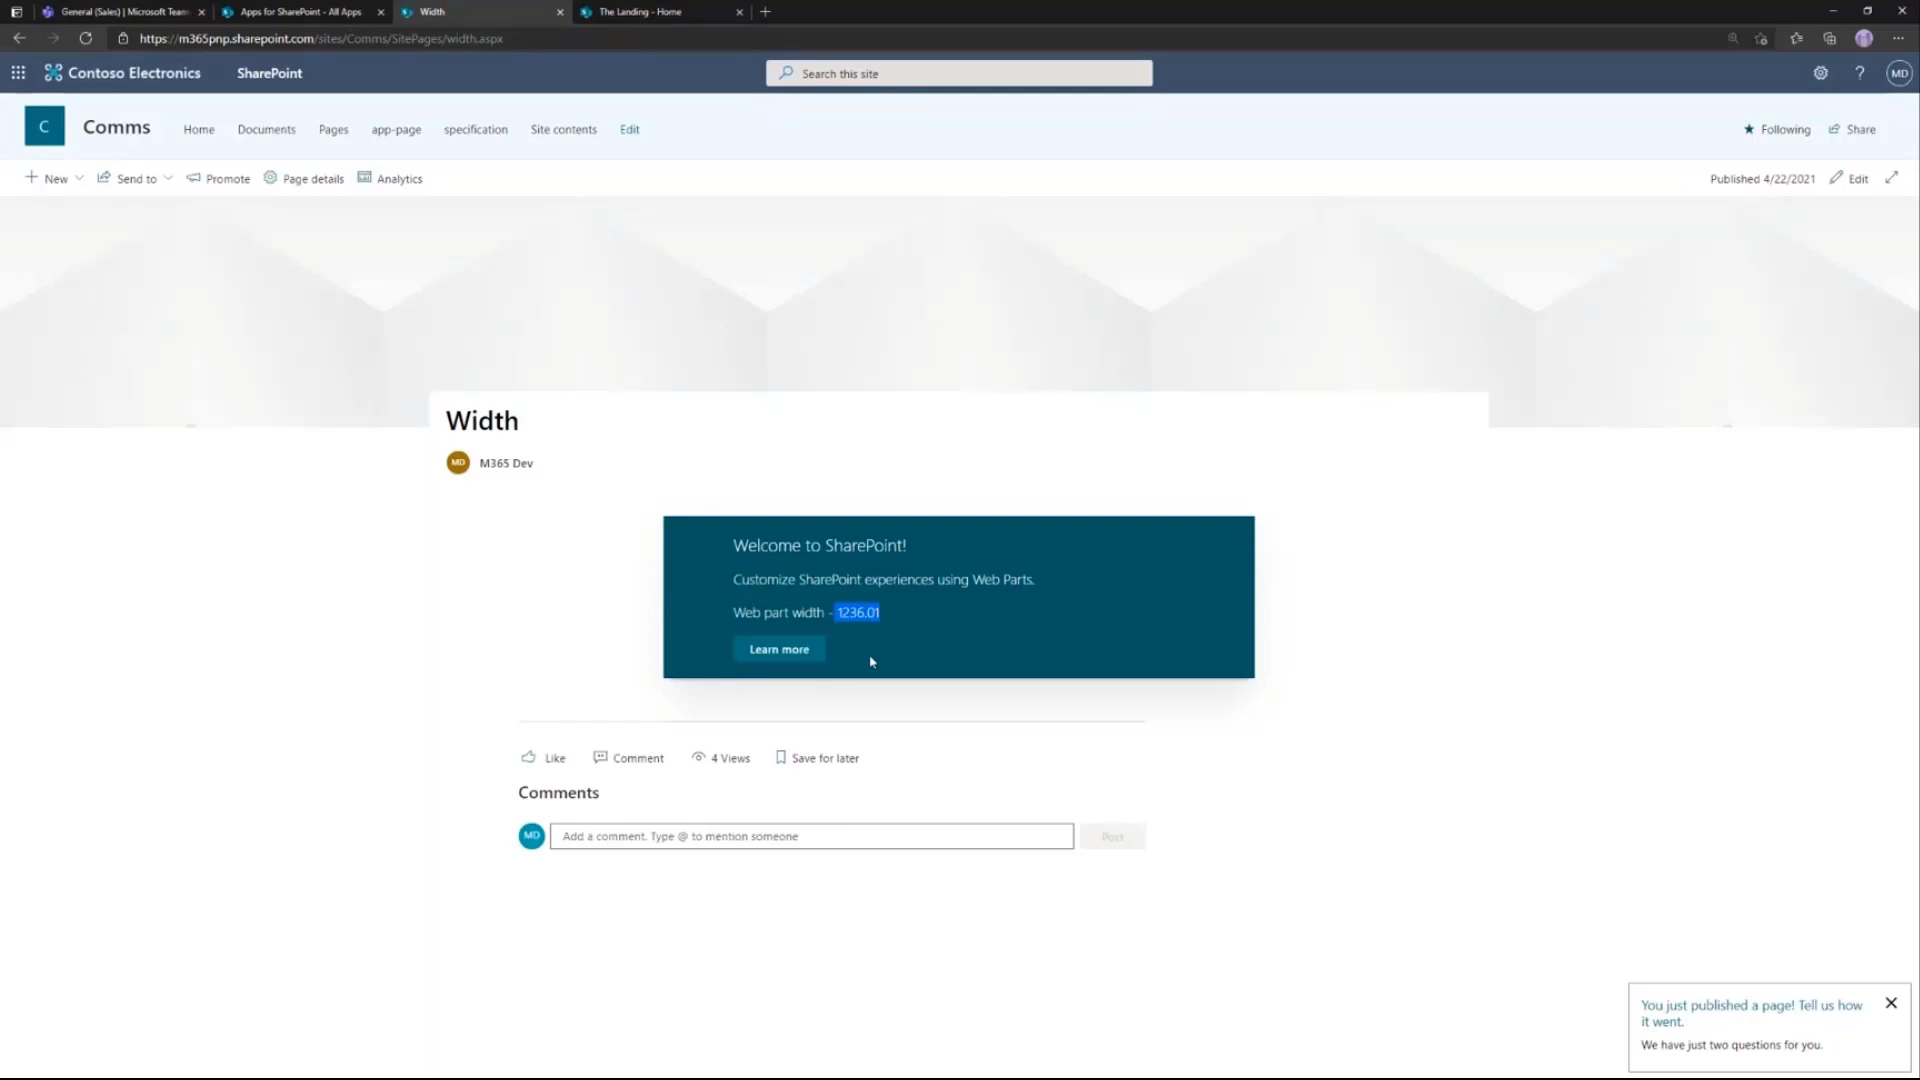 General (Sales) | Microsoft Team
Apps for SharePoint - All Apps
Width
The Landing - Home
https://m365pnp.sharepoint.com/sites/Comms/SitePages/width.aspx
Contoso Electronics
SharePoint
Search this site
?
MD
C
Comms
Home
Documents
Pages
app-page
specification
Site contents
Edit
Following
Share
New
Send to
Promote
Page details
Analytics
Published 4/22/2021
Edit
Width
MD
M365 Dev
Welcome to SharePoint!
Customize SharePoint experiences using Web Parts.
Web part width - 1236.01
Learn more
Like
Comment
4 Views
Save for later
Comments
MD
Add a comment. Type @ to mention someone
Post
You just published a page! Tell us how
it went.
We have just two questions for you.